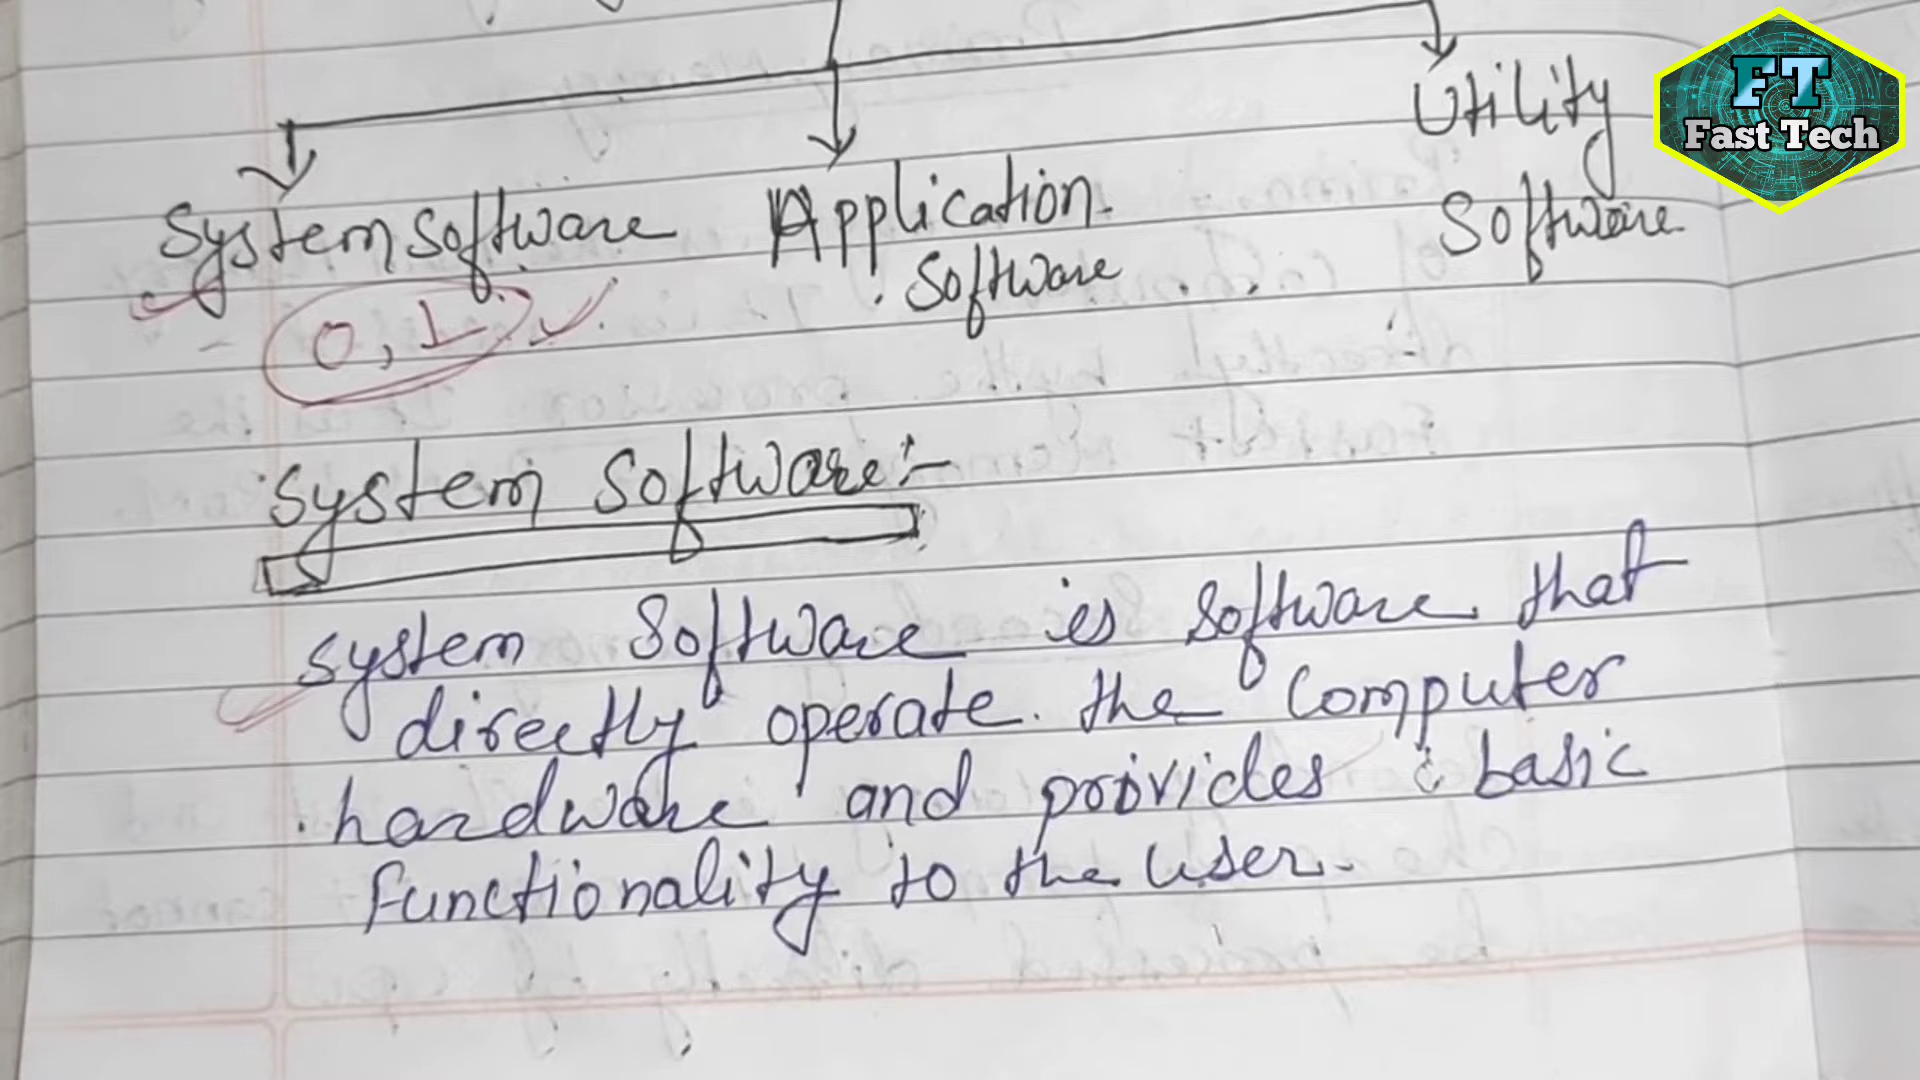 System Software Application Utility
Software Software
0, 1
System Software:-
System Software is Software that
directly operate the Computer
hardware and provides basic
functionality to the user.
FT
Fast Tech